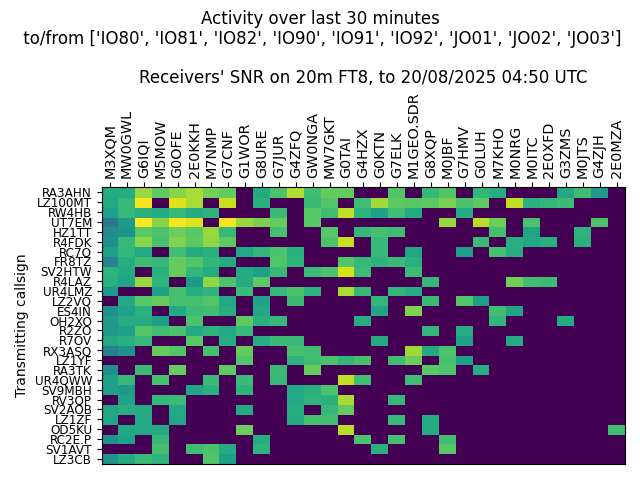 Activity over last 30 minutes
to/from ['IO80', 'IO81', 'IO82', 'IO90', 'IO91', 'IO92', 'JO01', 'JO02', 'JO03']
Receivers' SNR on 20m FT8, to 20/08/2025 04:50 UTC
M3XQM
MW0GWL
G6IQI
M5MOW
G0OFE
2E0KKH
M7NMP
G7CNF
G1WOR
G8URE
G7JUR
G4ZFQ
GW0NGA
MW7GKT
G0TAI
G4HZX
G0KTN
G7ELK
M1GEO.SDR
G8XQP
M0JBF
G7HMV
G0LUH
M7KHO
M0NRG
M0ITC
2E0XFD
G3ZMS
M0JTS
G4ZJH
2E0MZA
Transmitting callsign
RA3AHN
LZ100MT
RW4HB
UT7EM
HZ1TT
R4FDK
RC7O
FR8TZ
SV2HTW
R4LAZ
UR4LMZ
LZ2VQ
ES4IN
OH2XO
R2ZO
R7OV
RX3ASQ
LZ1YF
RA3TK
UR4QWW
SV9MBH
RV3QP
SV2AOB
LZ1ZF
OD5KU
RC2E.P
SV1AVT
LZ3CB